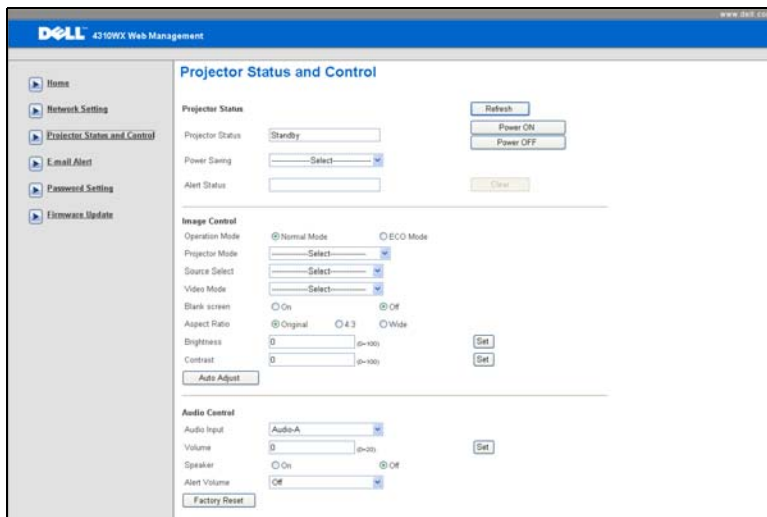 www.dell.com
DELL 4310WX Web Management
Home
Network Setting
Projector Status and Control
E.mail Alert
Password Setting
Firmware Update
Projector Status and Control
Projector Status
Refresh
Projector Status Standby
Power ON
Power OFF
Power Saving --------------Select--------------
Alert Status
Clear
Image Control
Operation Mode Normal Mode ECO Mode
Projector Mode --------------Select--------------
Source Select --------------Select--------------
Video Mode --------------Select--------------
Blank screen On Off
Aspect Ratio Original 4:3 Wide
Brightness 0 (0~100) Set
Contrast 0 (0~100) Set
Auto Adjust
Audio Control
Audio Input Audio-A
Volume 0 (0~20) Set
Speaker On Off
Alert Volume Off
Factory Reset